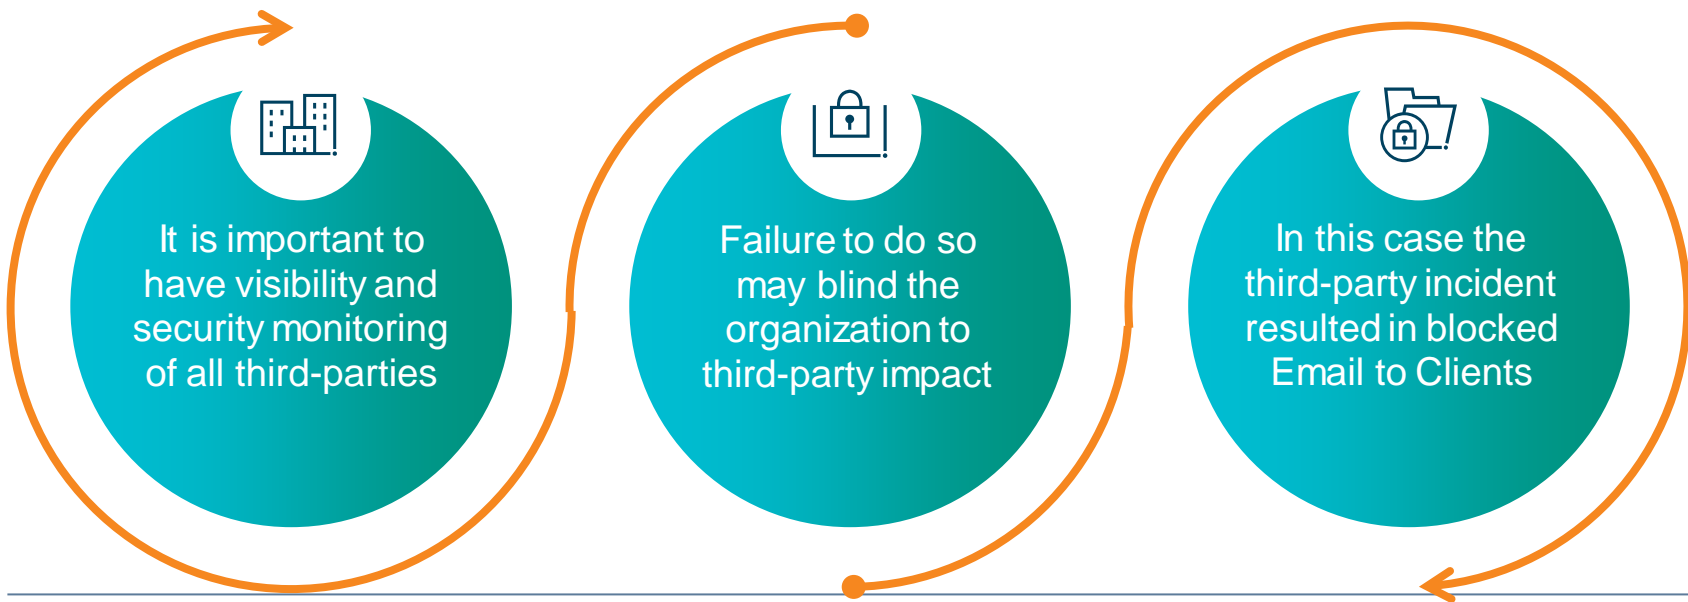 It is important to
have visibility and
security monitoring
of all third-parties
Failure to do so
may blind the
organization to
third-party impact
In this case the
third-party incident
resulted in blocked
Email to Clients